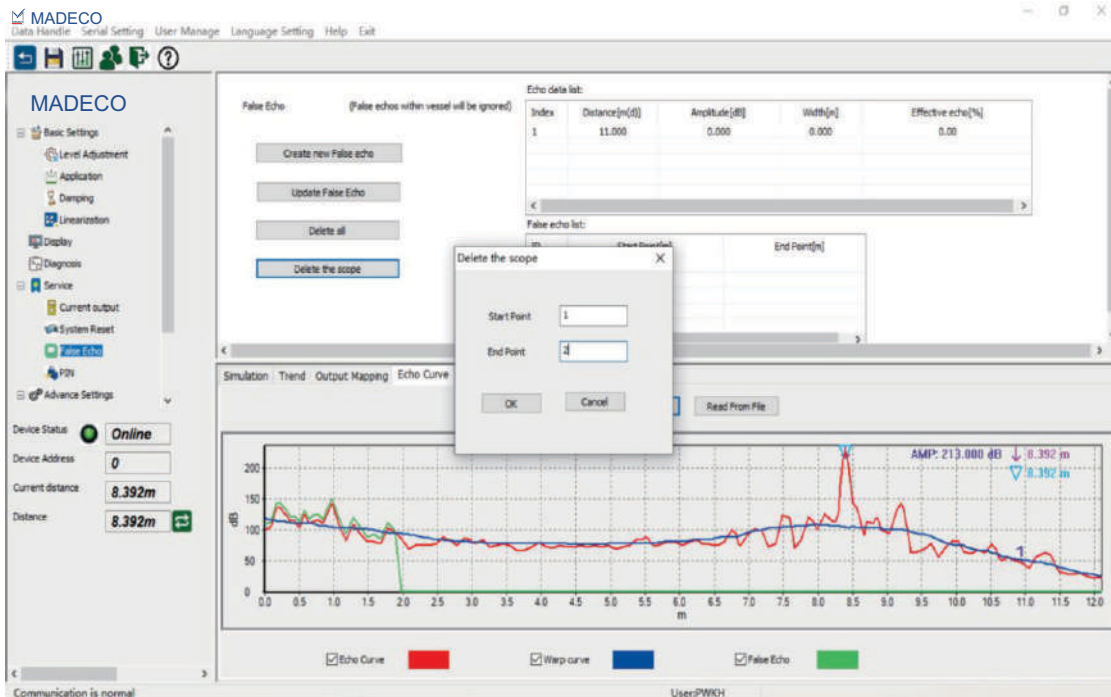 MADECO
Data Handle Serial Setting User Manage Language Setting Help Exit
MADECO
Basic Settings
Level Adjustment
Application
Damping
Linearization
Display
Diagnosis
Service
Current output
System Reset
False Echo
PIN
Advance Settings
Device Status Online
Device Address 0
Current distance 8.392m
Distance 8.392m
False Echo (False echos within vessel will be ignored)
Create new False echo
Update False Echo
Delete all
Delete the scope
Echo data list:
Index Distance[m(d)] Amplitude[dB] Width[m] Effective echo[%]
1 11.000 0.000 0.000 0.00
False echo list:
End Point[m]
Delete the scope
Start Point 1
End Point 2
OK Cancel
Simulation Trend Output Mapping Echo Curve
Read From File
AMP: 213.000 dB 8.392 m
8.392 m
200
150
100
50
0
dB
1
0.0 0.5 1.0 1.5 2.0 2.5 3.0 3.5 4.0 4.5 5.0 5.5 6.0 6.5 7.0 7.5 8.0 8.5 9.0 9.5 10.0 10.5 11.0 11.5 12.0
m
Echo Curve Warp curve False Echo
Communication is normal User:PWKH